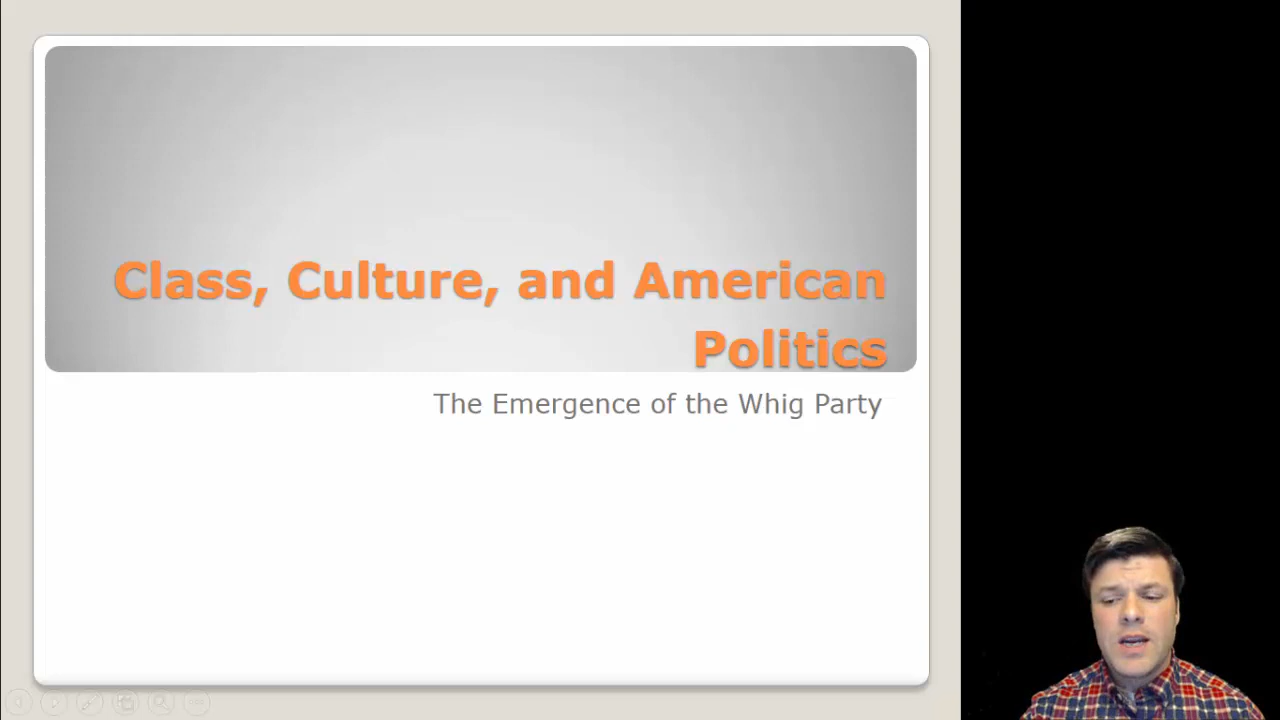 Class, Culture, and American
Politics
The Emergence of the Whig Party